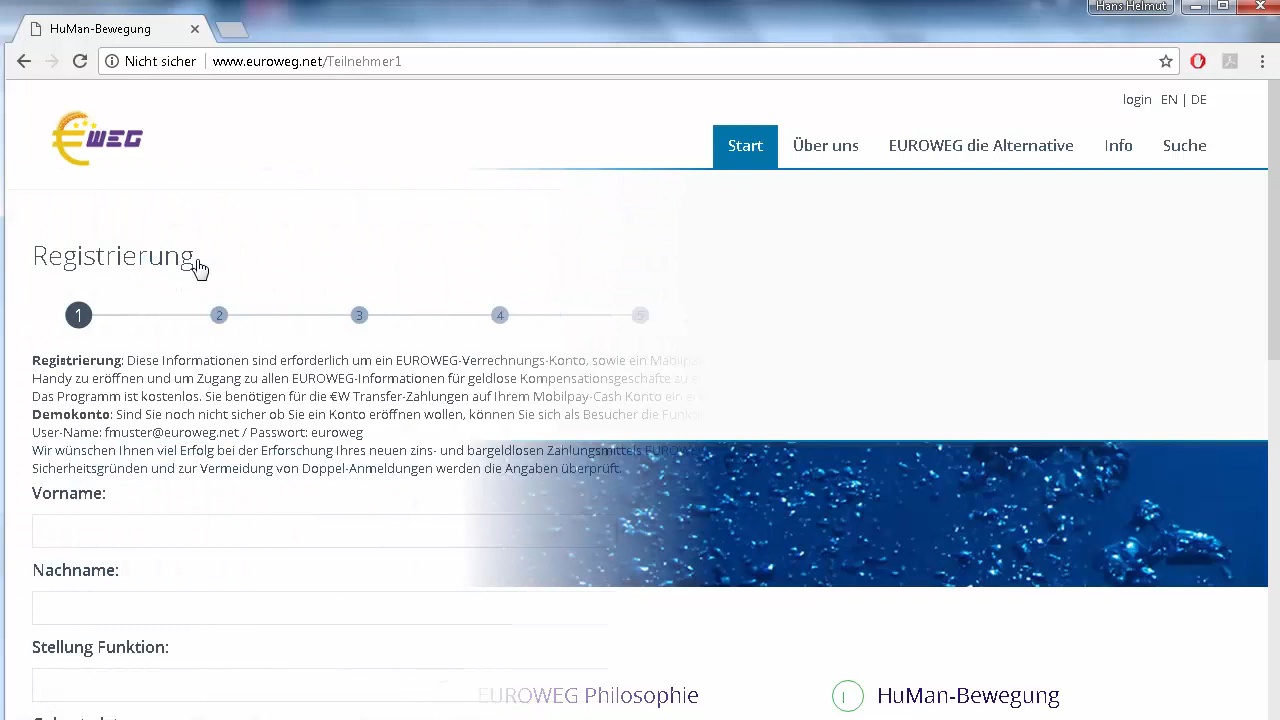 Hans Helmut
HuMan-Bewegung
Nicht sicher www.euroweg.net/Teilnehmer1
login EN | DE
€WEG
Start Über uns EUROWEG die Alternative Info Suche
Registrierung
1 2 3 4 5
Registrierung: Diese Informationen sind erforderlich um ein EUROWEG-Verrechnungs-Konto, sowie ein
Handy zu eröffnen und um Zugang zu allen EUROWEG-Informationen für geldlose Kompensationsgeschäfte zu
Das Programm ist kostenlos. Sie benötigen für die €W Transfer-Zahlungen auf Ihrem Mobilpay-Cash Konto ein
Demokonto: Sind Sie noch nicht sicher ob Sie ein Konto eröffnen wollen, können Sie sich als Besucher die
User-Name: fmuster@euroweg.net / Passwort: euroweg
Wir wünschen Ihren viel Erfolg bei der Erforschung Ihres neuen zins- und bargeldlosen Zahlungsmittels
Sicherheitsgründen und zur Vermeidung von Doppel-Anmeldungen werden die Angaben überprüft.
Vorname:
Nachname:
Stellung Funktion:
EUROWEG Philosophie
HuMan-Bewegung